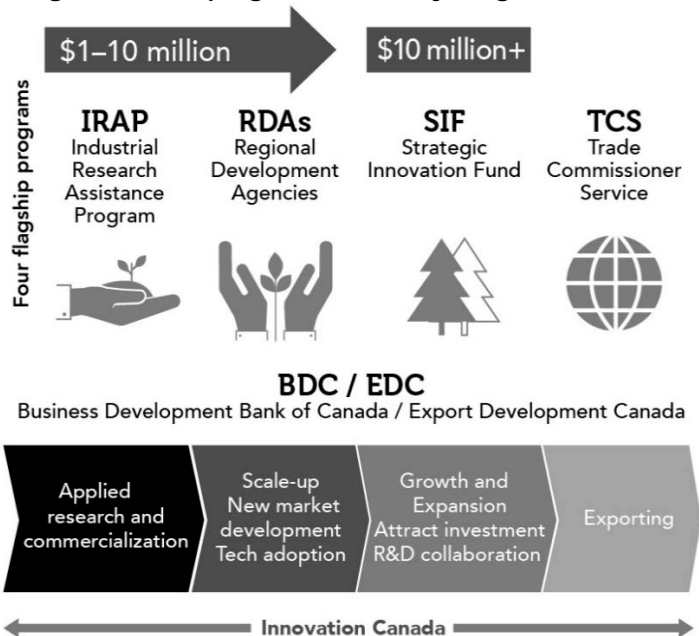 $1–10 million
$10 million+
Four flagship programs
IRAP
Industrial
Research
Assistance
Program
RDAs
Regional
Development
Agencies
SIF
Strategic
Innovation Fund
TCS
Trade
Commissioner
Service
BDC / EDC
Business Development Bank of Canada / Export Development Canada
Applied
research and
commercialization
Scale-up
New market
development
Tech adoption
Growth and
Expansion
Attract investment
R&D collaboration
Exporting
Innovation Canada